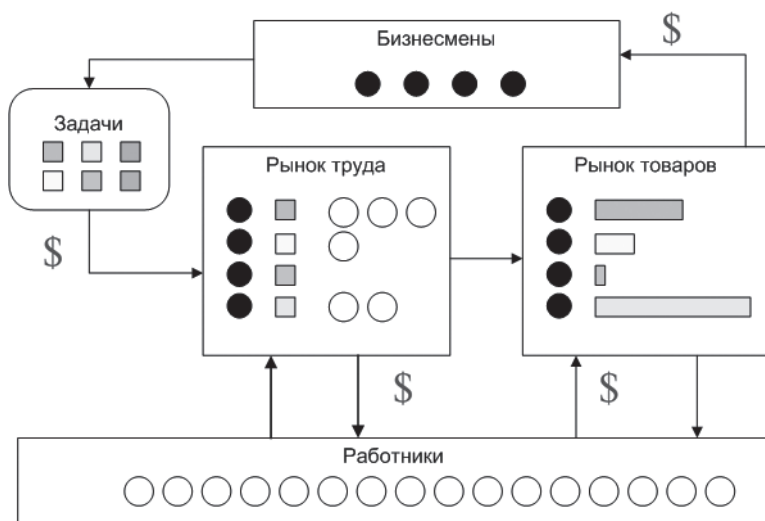 Бизнесмены
$
Задачи
Рынок труда
Рынок товаров
$
$
$
Работники